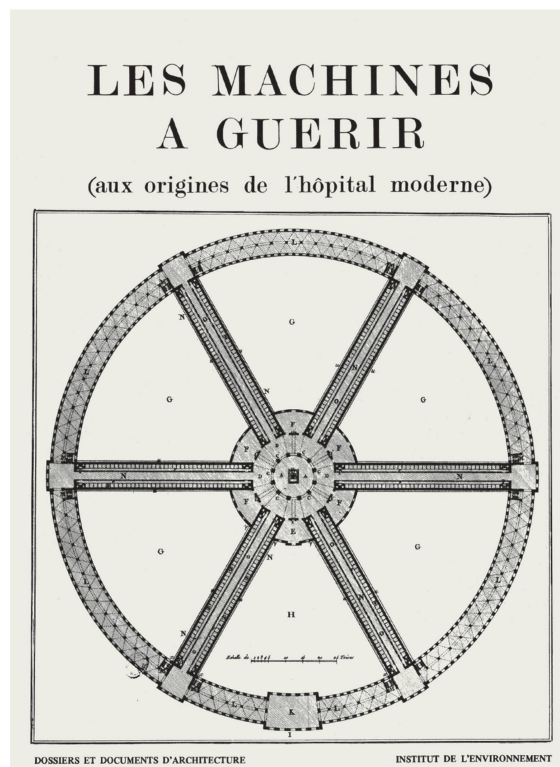 LES MACHINES
A GUERIR
(aux origines de l'hôpital moderne)
L
N
N
G
N
L
L
G
G
F
N
N
E
G
G
L
L
N
N
H
L
K
L
I
DOSSIERS ET DOCUMENTS D'ARCHITECTURE
INSTITUT DE L'ENVIRONNEMENT